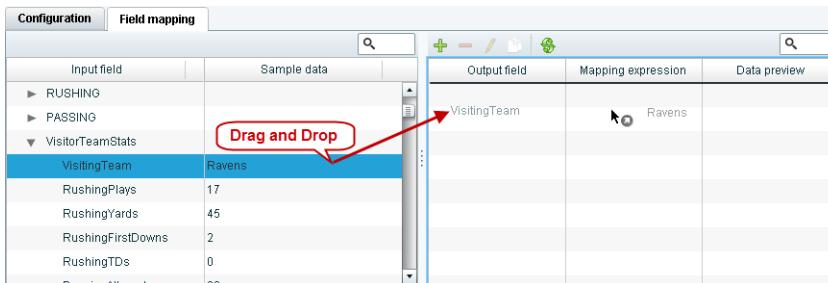 Configuration Field mapping
Input field Sample data Output field Mapping expression Data preview
RUSHING
PASSING
VisitorTeamStats
Drag and Drop
VisitingTeam Ravens
VisitingTeam Ravens
RushingPlays 17
RushingYards 45
RushingFirstDowns 2
RushingTDs 0